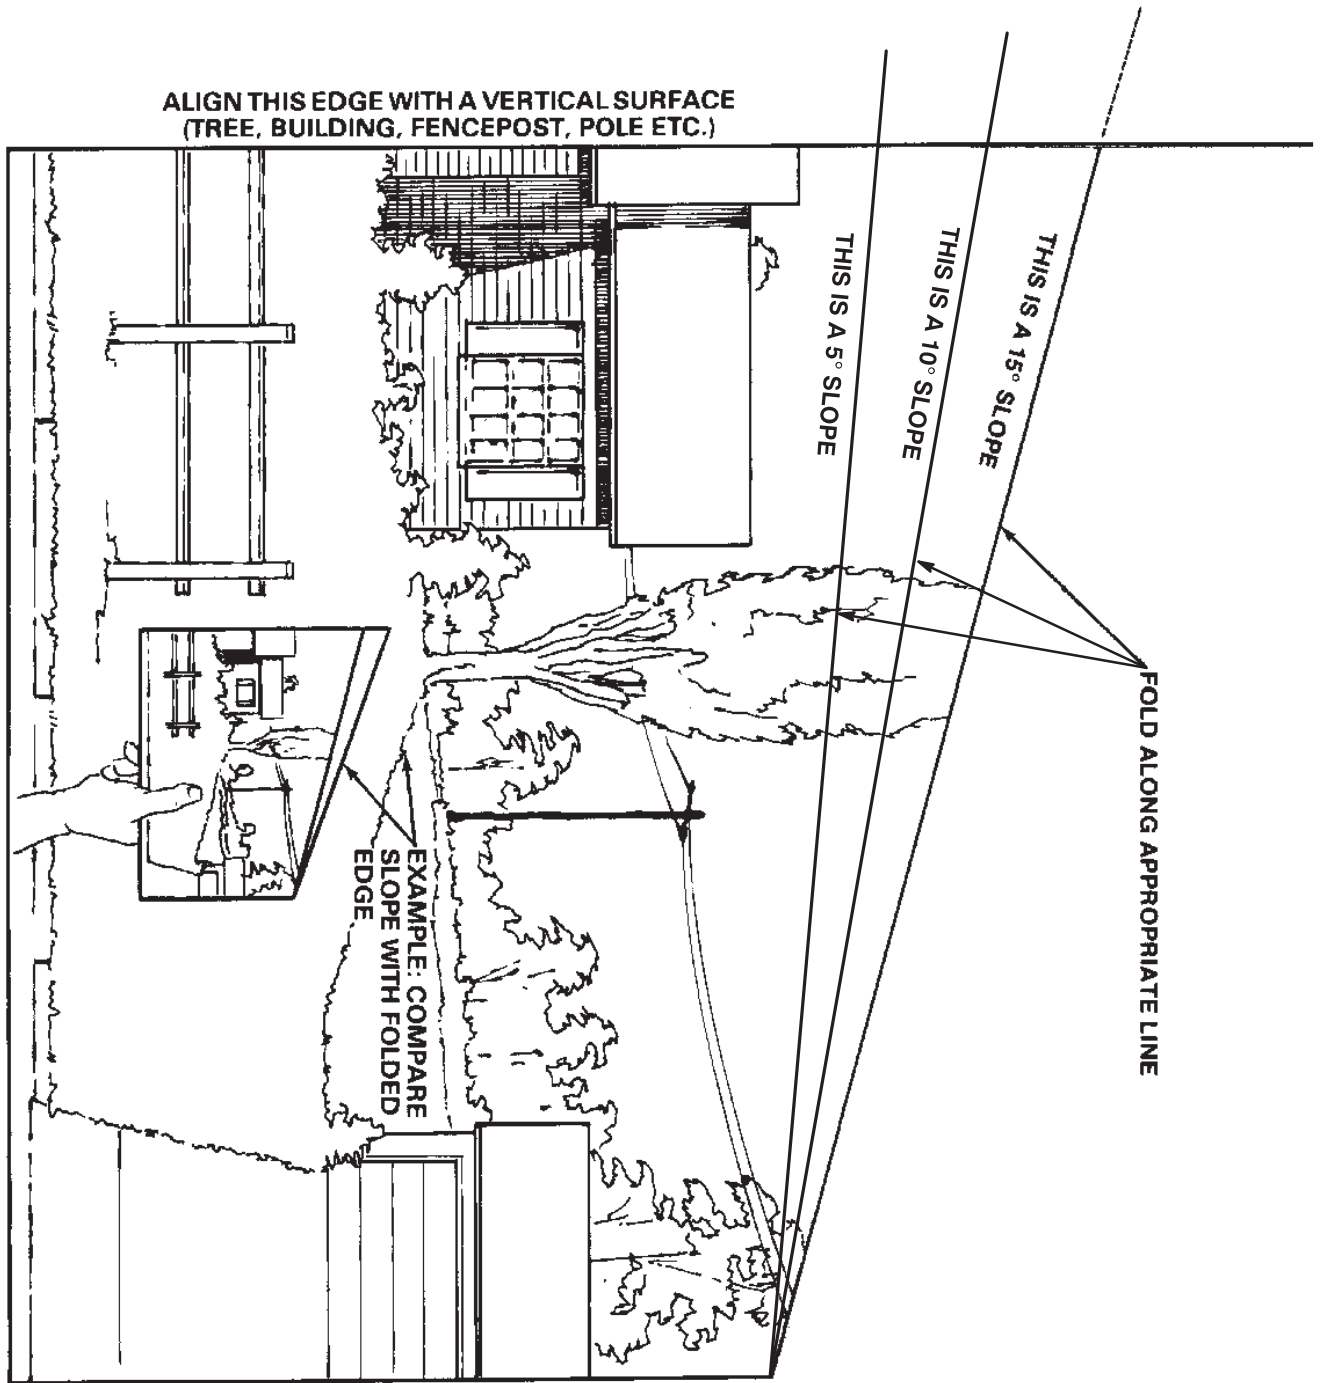 ALIGN THIS EDGE WITH A VERTICAL SURFACE
(TREE, BUILDING, FENCEPOST, POLE ETC.)
THIS IS A 15° SLOPE
THIS IS A 10° SLOPE
THIS IS A 5° SLOPE
FOLD ALONG APPROPRIATE LINE
EXAMPLE: COMPARE
SLOPE WITH FOLDED
EDGE